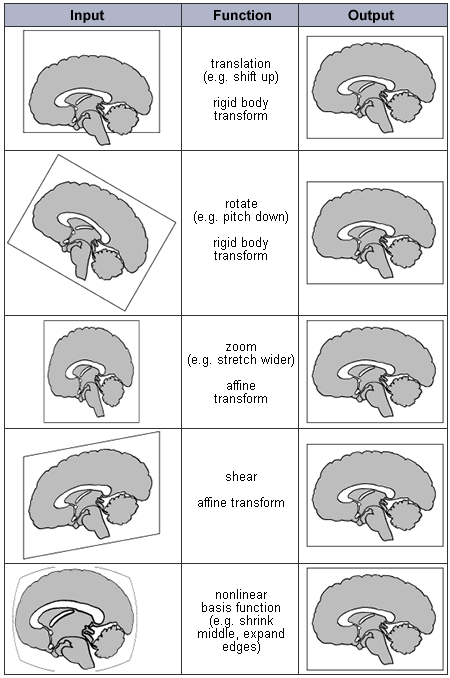 Input Function Output
translation
(e.g. shift up)
rigid body
transform
rotate
(e.g. pitch down)
rigid body
transform
zoom
(e.g. stretch wider)
affine
transform
shear
affine transform
nonlinear
basis function
(e.g. shrink
middle, expand
edges)